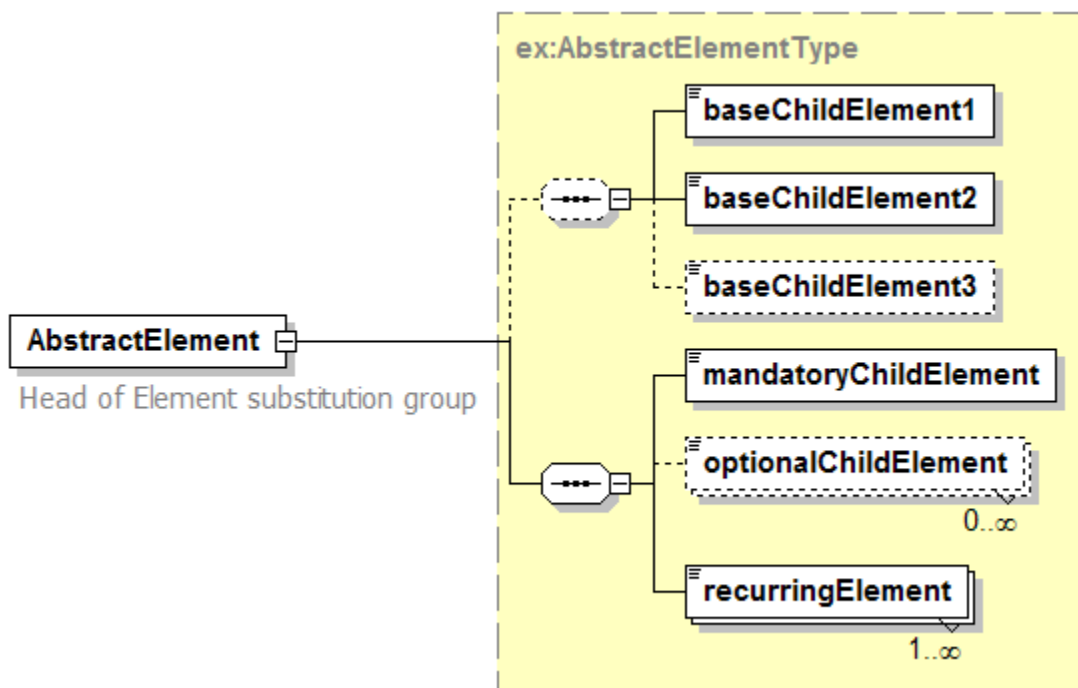 ex:AbstractElementType
baseChildElement1
baseChildElement2
baseChildElement3
AbstractElement
Head of Element substitution group
mandatoryChildElement
optionalChildElement
0..∞
recurringElement
1..∞